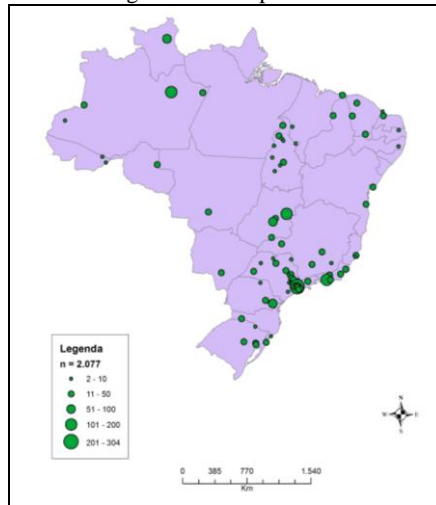 Legenda
n = 2.077
2 - 10
11 - 50
51 - 100
101 - 200
201 - 304
N
W E
S
0 385 770 1.540
Km